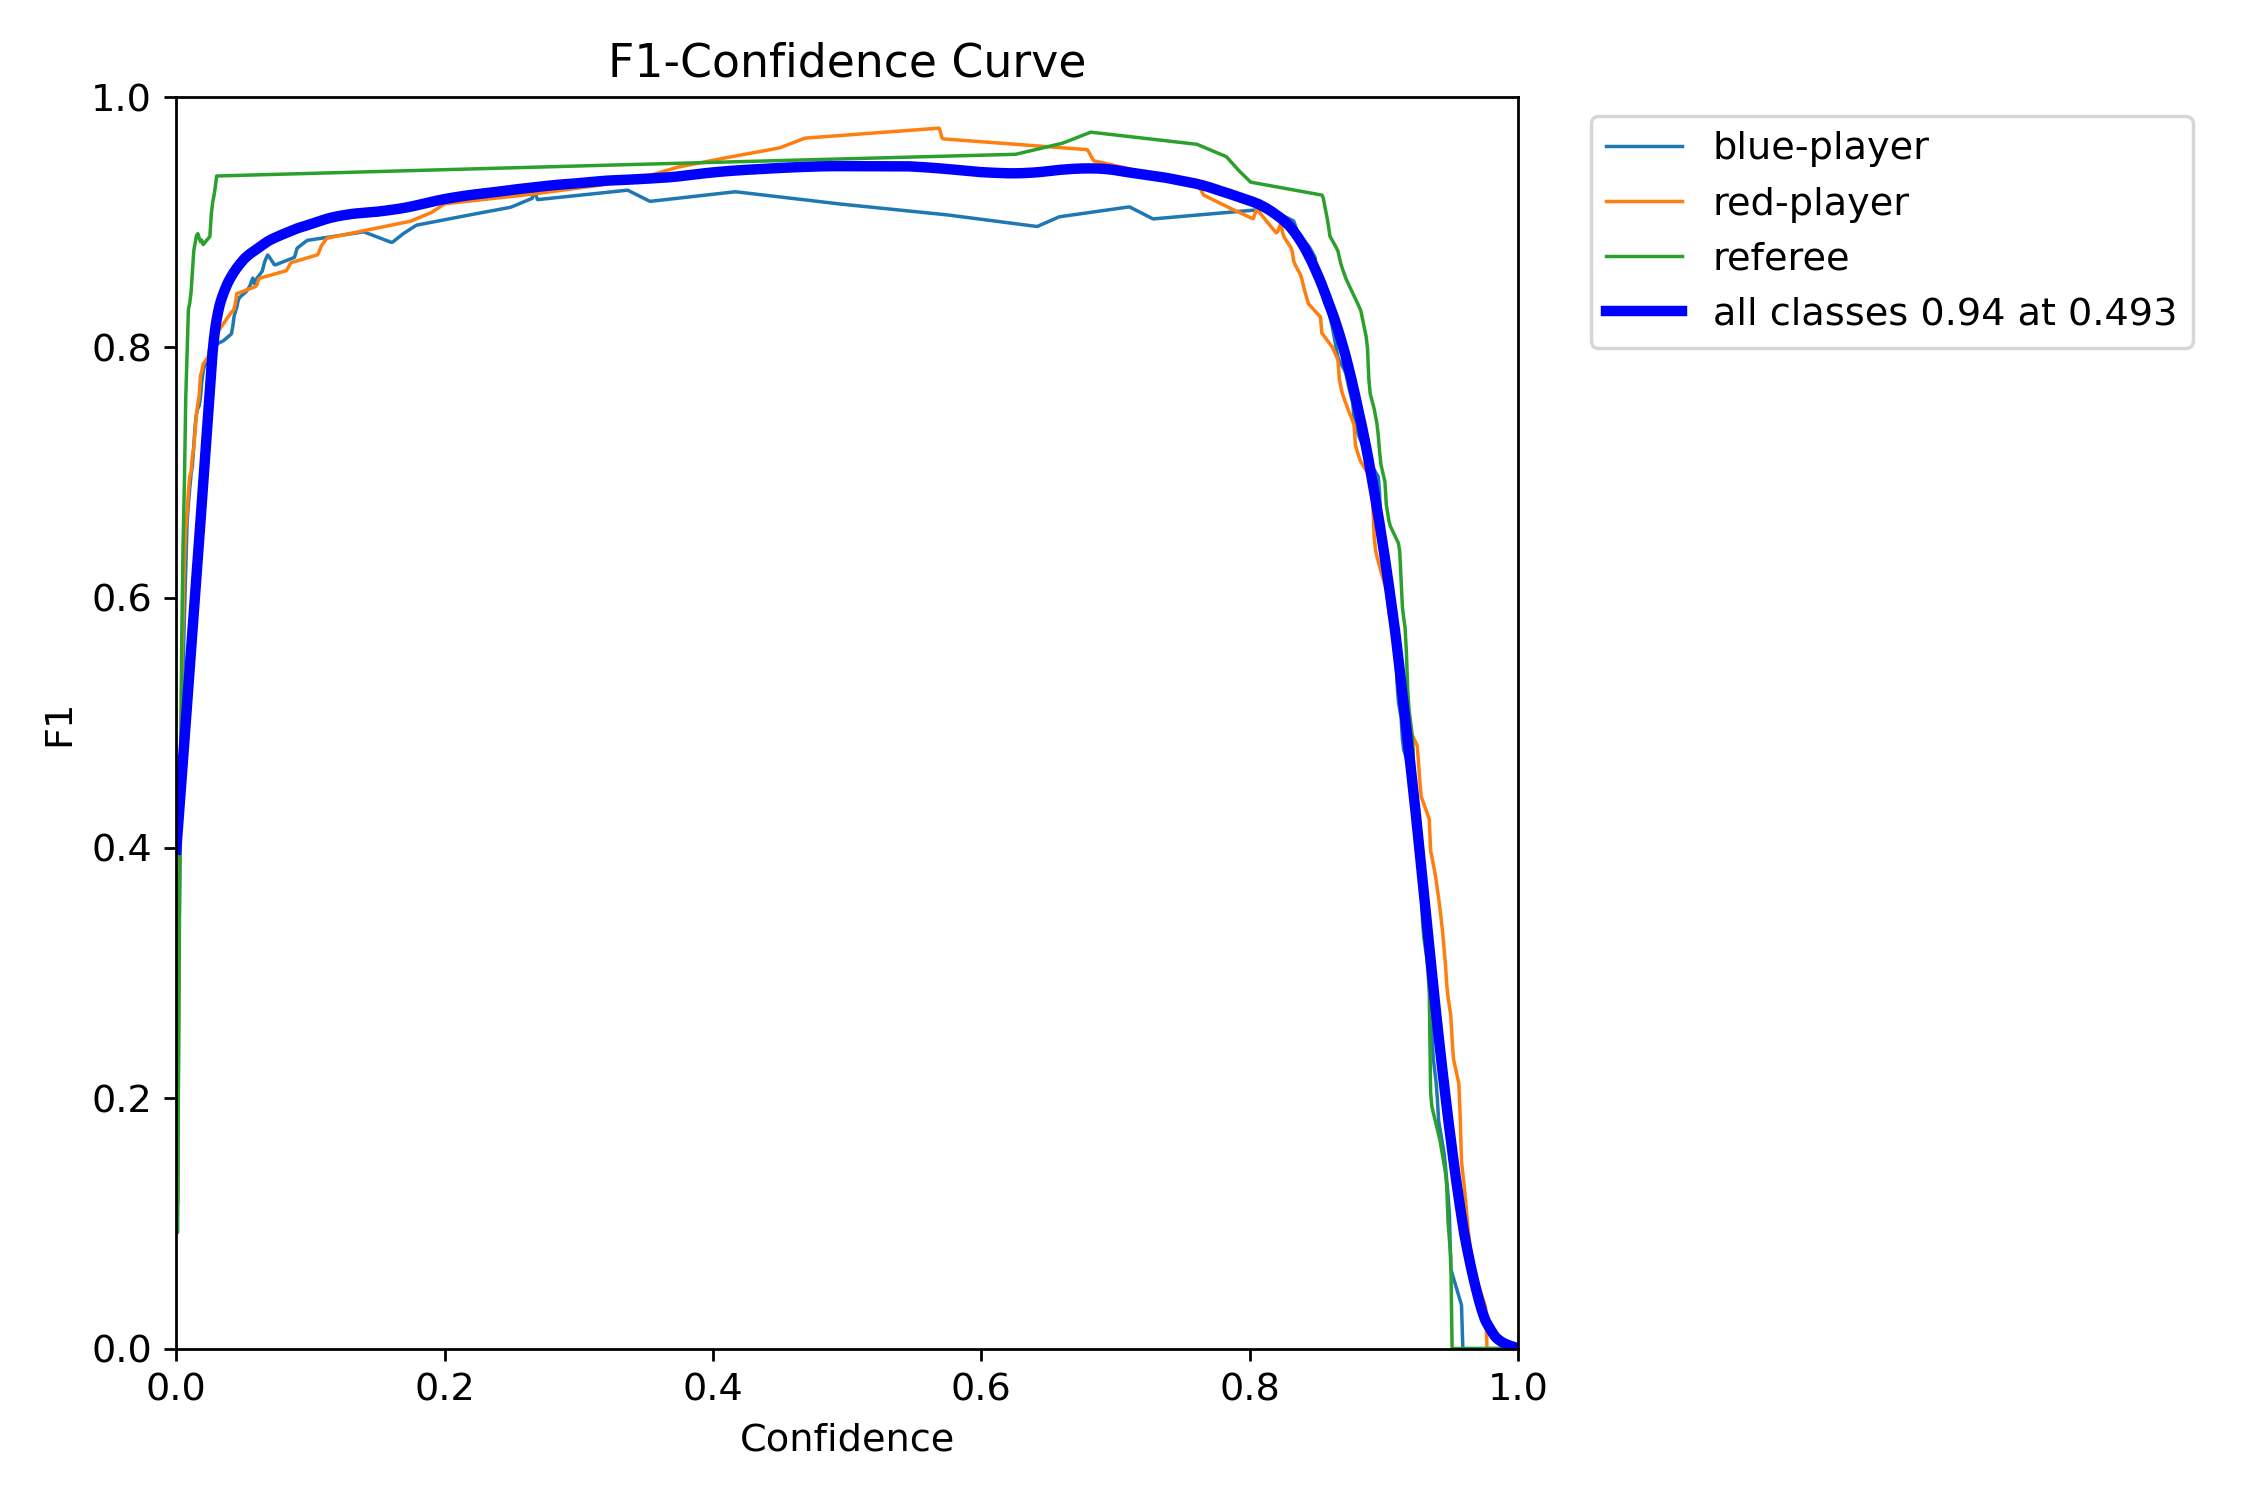 F1-Confidence Curve
1.0
0.8
0.6
0.4
0.2
0.0
F1
0.0 0.2 0.4 0.6 0.8 1.0
Confidence
blue-player
red-player
referee
all classes 0.94 at 0.493